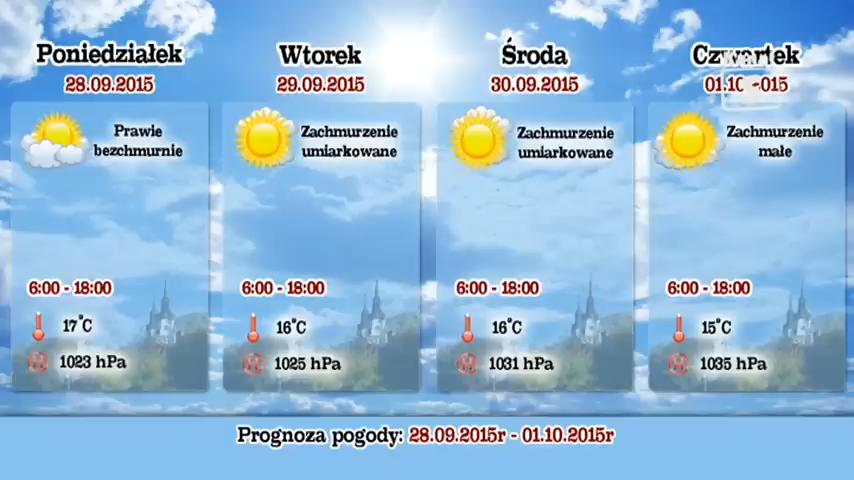 Poniedziałek
28.09.2015
Prawie
bezchmurnie
6:00 - 18:00
17°C
1023 hPa
Wtorek
29.09.2015
Zachmurzenie
umiarkowane
6:00 - 18:00
16°C
1025 hPa
Środa
30.09.2015
Zachmurzenie
umiarkowane
6:00 - 18:00
16°C
1031 hPa
Czwartek
Zachmurzenie
małe
6:00 - 18:00
15°C
1035 hPa
Prognoza pogody: 28.09.2015r - 01.10.2015r